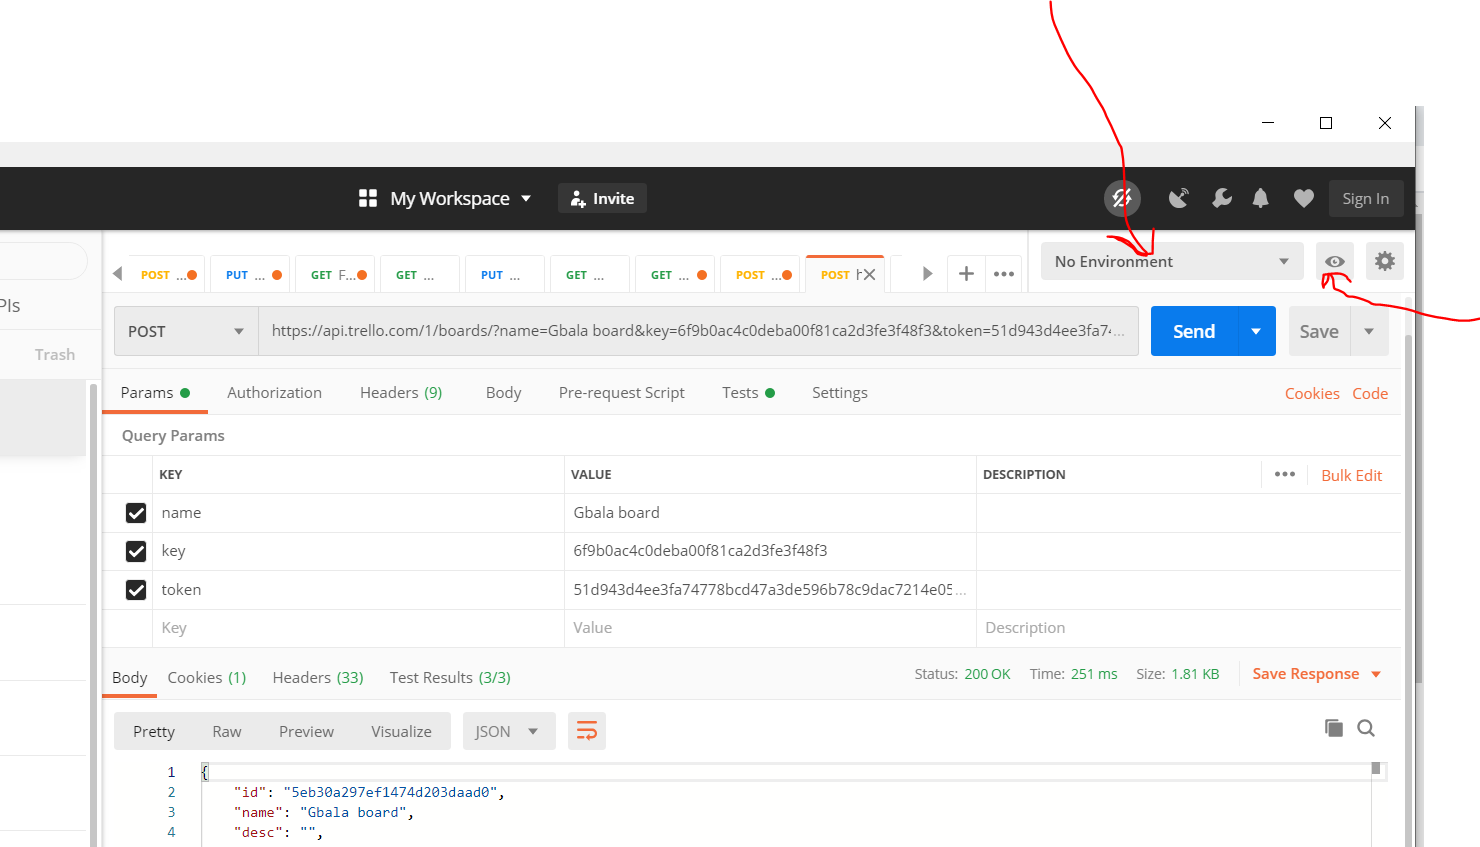 My Workspace Invite Sign In
POST ... PUT ... GET F... GET ... PUT ... GET ... GET ... POST ... POST ••• No Environment
PIs
POST https://api.trello.com/1/boards/?name=Gbala board&key=6f9b0ac4c0deba00f81ca2d3fe3f48f3&token=51d943d4ee3fa74... Send Save
Trash
Params Authorization Headers (9) Body Pre-request Script Tests Settings Cookies Code
Query Params
KEY VALUE DESCRIPTION ••• Bulk Edit
name Gbala board
key 6f9b0ac4c0deba00f81ca2d3fe3f48f3
token 51d943d4ee3fa74778bcd47a3de596b78c9dac7214e05...
Key Value Description
Body Cookies (1) Headers (33) Test Results (3/3) Status: 200 OK Time: 251 ms Size: 1.81 KB Save Response
Pretty Raw Preview Visualize JSON
1 {
2 "id": "5eb30a297ef1474d203daad0",
3 "name": "Gbala board",
4 "desc": "",